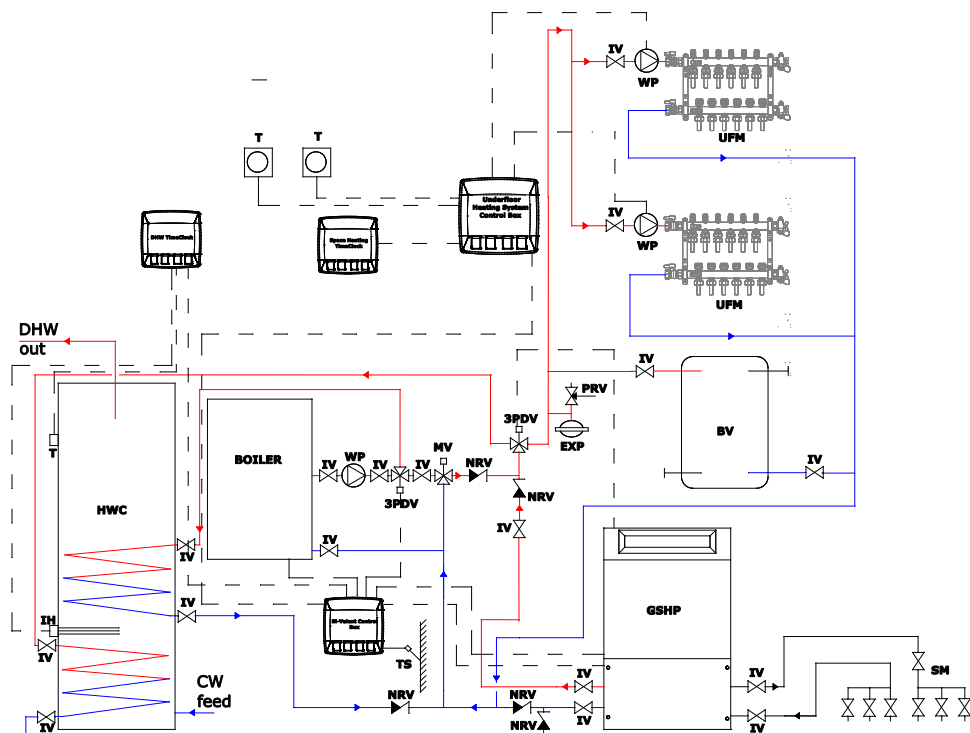 IV
WP
UFM
T
T
Underfloor
Heating System
Control Box
IV
WP
DHW TimeClock
Space Heating
TimeClock
UFM
DHW
out
IV
PRV
3PDV
EXP
BV
T
BOILER
IV
WP
IV
IV
MV
NRV
IV
3PDV
NRV
HWC
IV
IV
IV
GSHP
IV
IH
Bi-Valent Control
Box
TS
IV
CW
feed
IV
NRV
NRV
NRV
IV
IV
IV
IV
SM